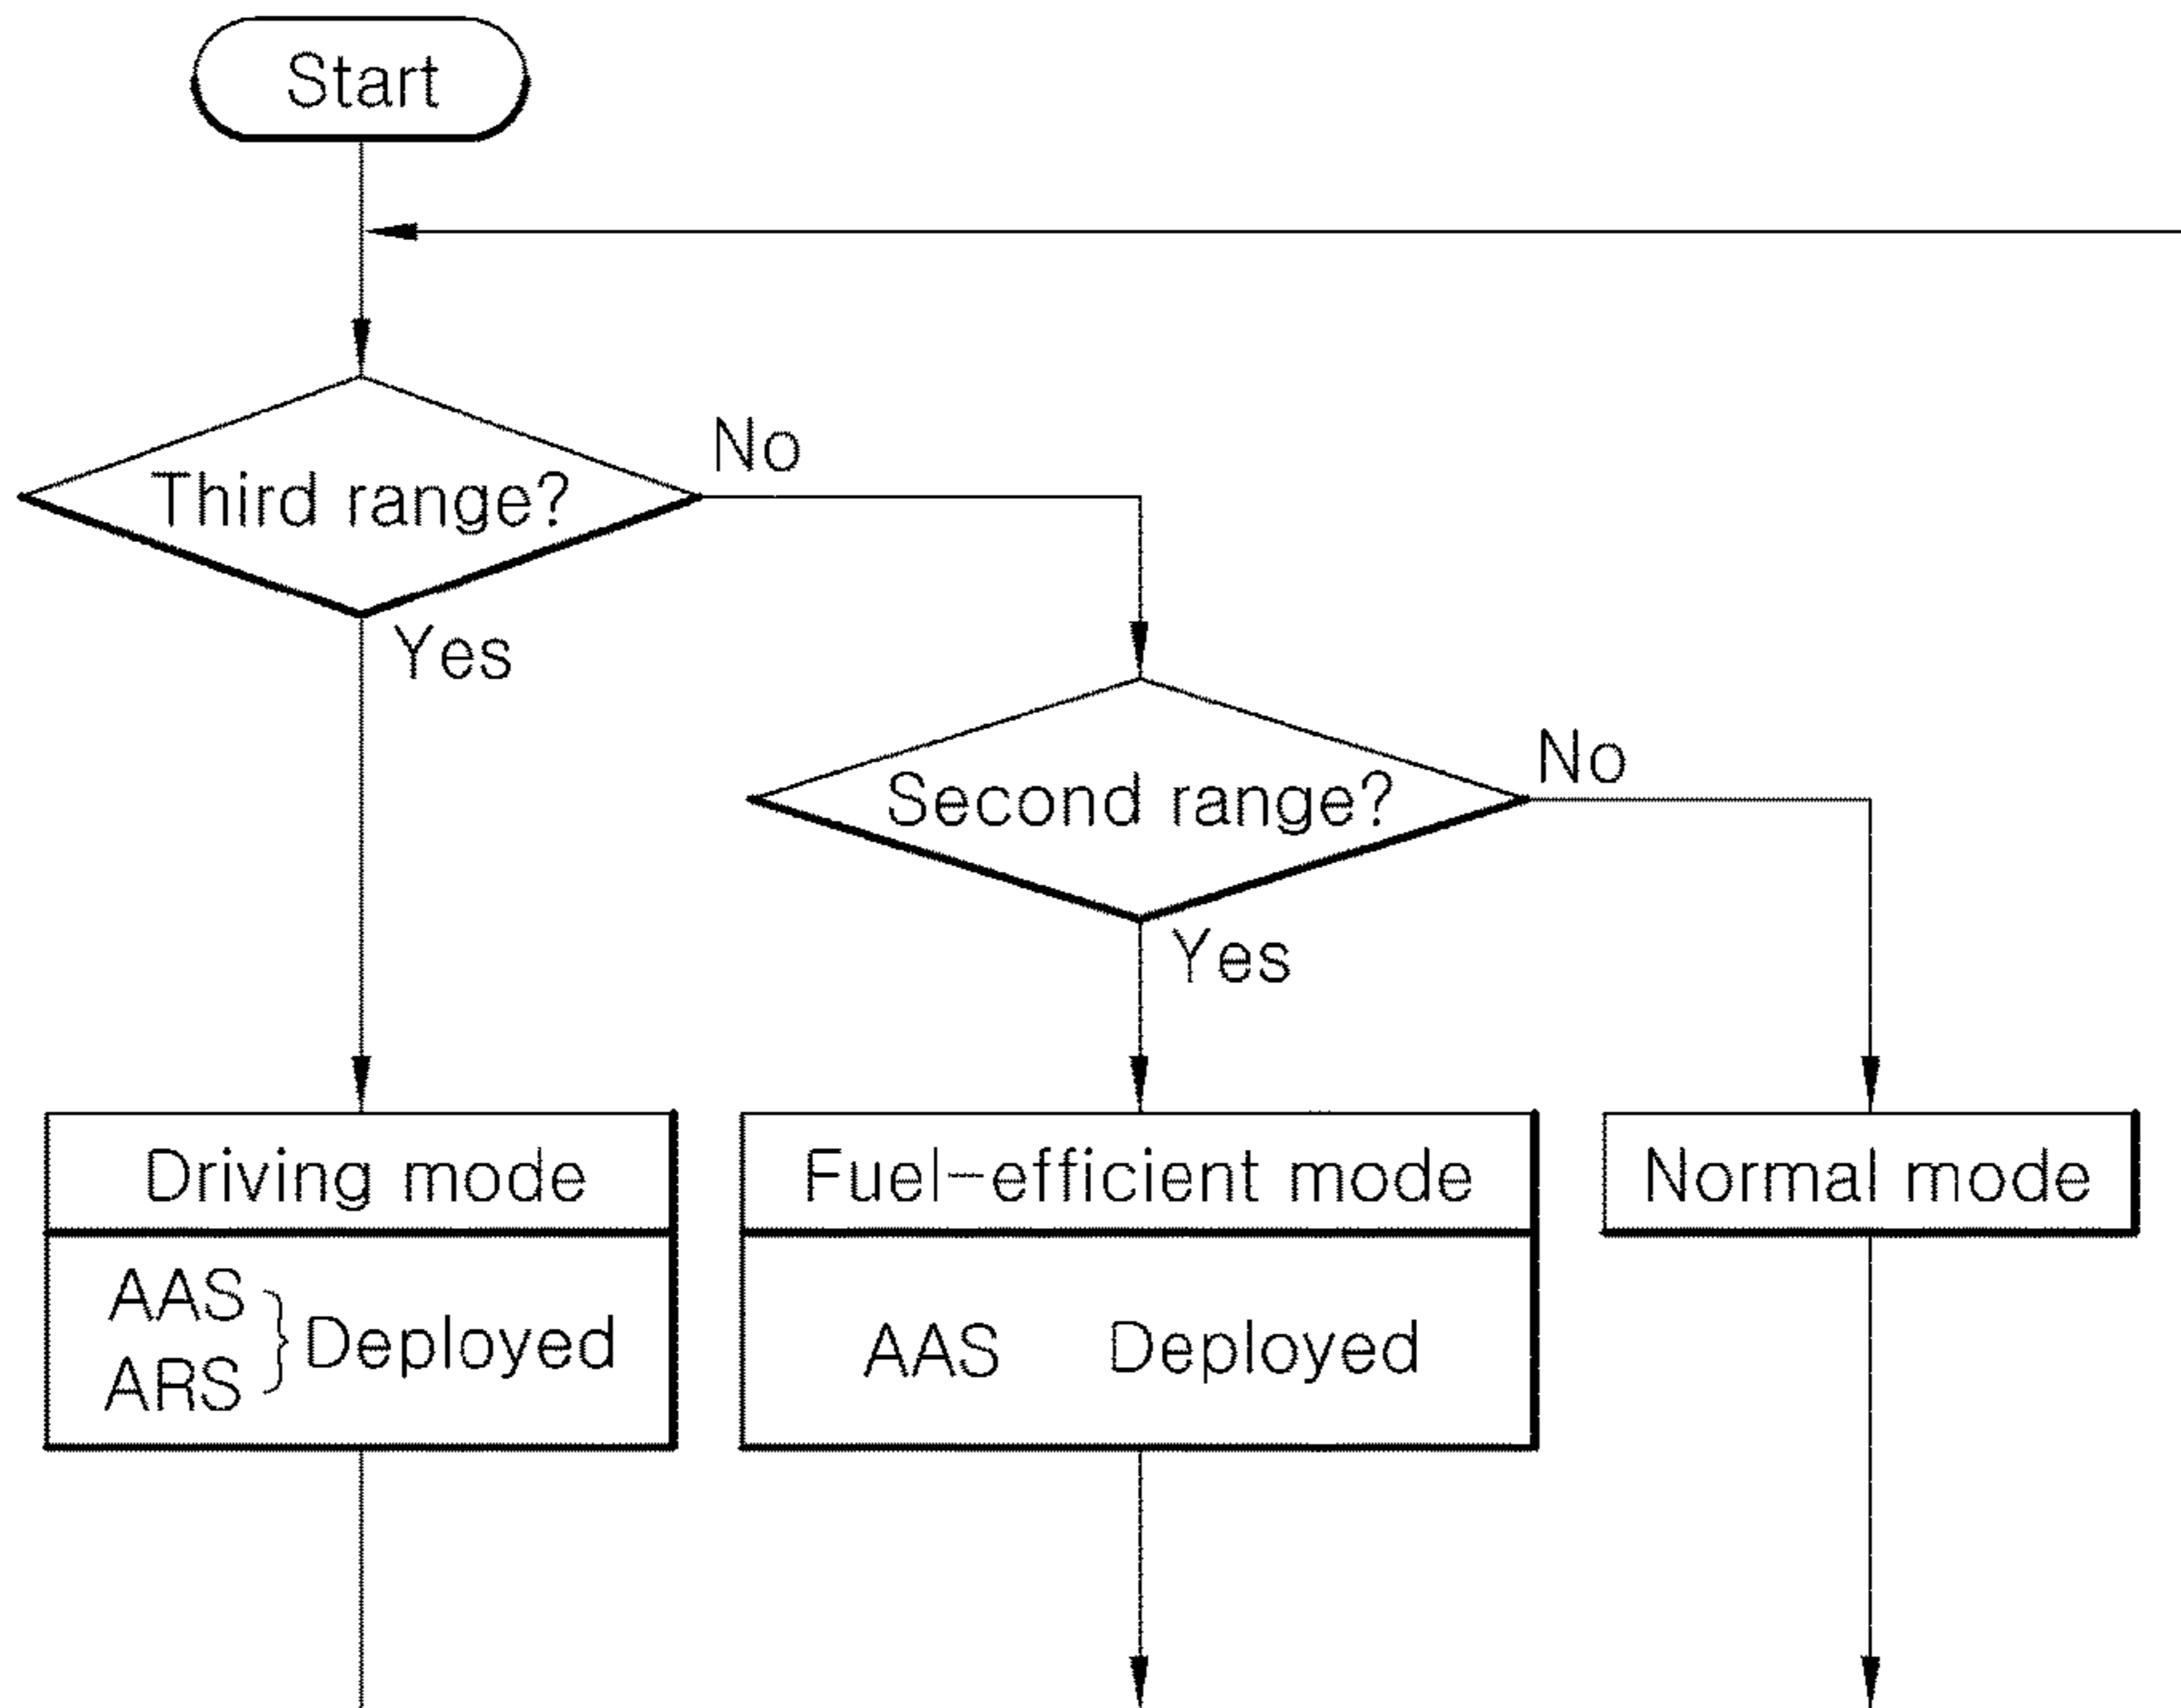 Start
No
Third range?
Yes
No
Second range?
Yes
Driving mode
Fuel-efficient mode
Normal mode
AAS
ARS
Deployed
AAS Deployed